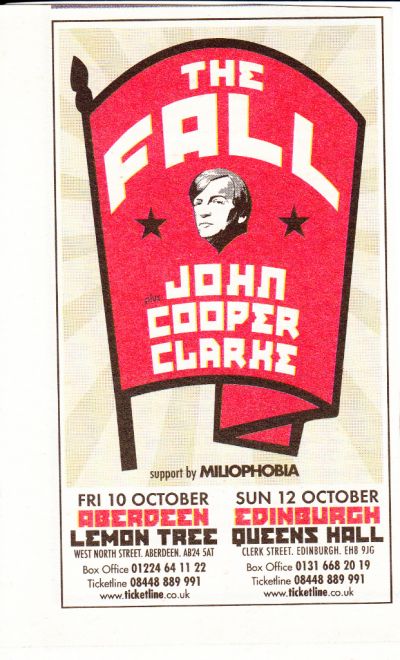 THE
FALL
plus JOHN
COOPER
CLARKE
support by MILIOPHOBIA
FRI 10 OCTOBER
ABERDEEN
LEMON TREE
WEST NORTH STREET. ABERDEEN. AB24 5AT
Box Office 01224 64 11 22
Ticketline 08448 889 991
www.ticketline.co.uk
SUN 12 OCTOBER
EDINBURGH
QUEENS HALL
CLERK STREET. EDINBURGH. EH8 9JG
Box Office 0131 668 20 19
Ticketline 08448 889 991
www.ticketline.co.uk